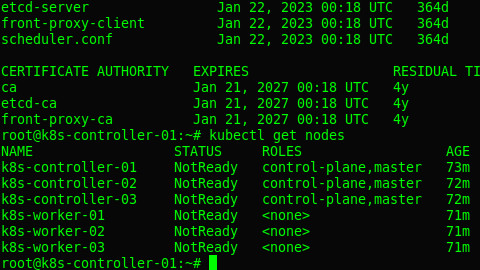 etcd-server Jan 22, 2023 00:18 UTC 364d
front-proxy-client Jan 22, 2023 00:18 UTC 364d
scheduler.conf Jan 22, 2023 00:18 UTC 364d
CERTIFICATE AUTHORITY EXPIRES RESIDUAL TI
ca Jan 21, 2027 00:18 UTC 4y
etcd-ca Jan 21, 2027 00:18 UTC 4y
front-proxy-ca Jan 21, 2027 00:18 UTC 4y
root@k8s-controller-01:~# kubectl get nodes
NAME STATUS ROLES AGE
k8s-controller-01 NotReady control-plane,master 73m
k8s-controller-02 NotReady control-plane,master 72m
k8s-controller-03 NotReady control-plane,master 72m
k8s-worker-01 NotReady <none> 71m
k8s-worker-02 NotReady <none> 71m
k8s-worker-03 NotReady <none> 71m
root@k8s-controller-01:~#